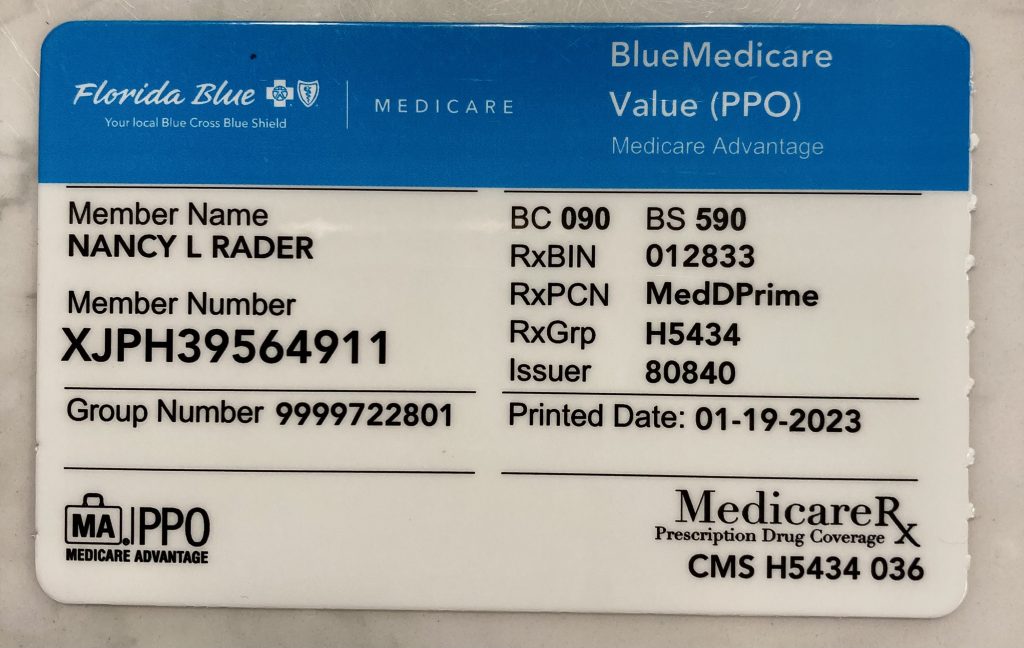 Florida Blue
Your local Blue Cross Blue Shield
MEDICARE
BlueMedicare
Value (PPO)
Medicare Advantage
Member Name
NANCY L RADER
Member Number
XJPH39564911
Group Number 9999722801
BC 090 BS 590
RxBIN 012833
RxPCN MedDPrime
RxGrp H5434
Issuer 80840
Printed Date: 01-19-2023
MA PPO
MEDICARE ADVANTAGE
MedicareRx
Prescription Drug Coverage
CMS H5434 036